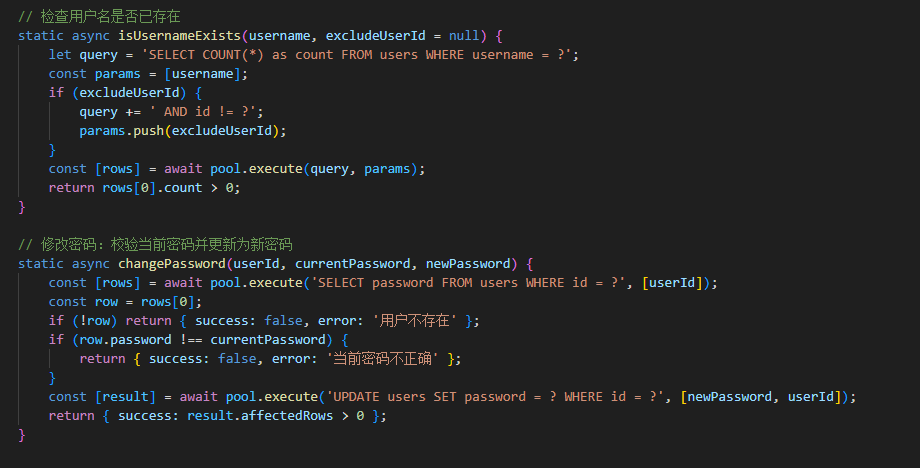 // 检查用户名是否已存在
static async isUsernameExists(username, excludeUserId = null) {
    let query = 'SELECT COUNT(*) as count FROM users WHERE username = ?';
    const params = [username];
    if (excludeUserId) {
        query += ' AND id != ?';
        params.push(excludeUserId);
    }
    const [rows] = await pool.execute(query, params);
    return rows[0].count > 0;
}

// 修改密码：校验当前密码并更新为新密码
static async changePassword(userId, currentPassword, newPassword) {
    const [rows] = await pool.execute('SELECT password FROM users WHERE id = ?', [userId]);
    const row = rows[0];
    if (!row) return { success: false, error: '用户不存在' };
    if (row.password !== currentPassword) {
        return { success: false, error: '当前密码不正确' };
    }
    const [result] = await pool.execute('UPDATE users SET password = ? WHERE id = ?', [newPassword, userId]);
    return { success: result.affectedRows > 0 };
}